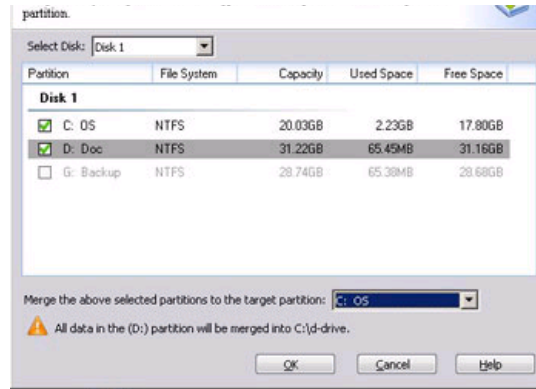 partition.
Select Disk: Disk 1
Partition File System Capacity Used Space Free Space
Disk 1
C: OS NTFS 20.03GB 2.23GB 17.80GB
D: Doc NTFS 31.22GB 65.45MB 31.16GB
G: Backup NTFS 28.74GB 65.38MB 28.68GB
Merge the above selected partitions to the target partition: C: OS
All data in the (D:) partition will be merged into C:\d-drive.
OK Cancel Help